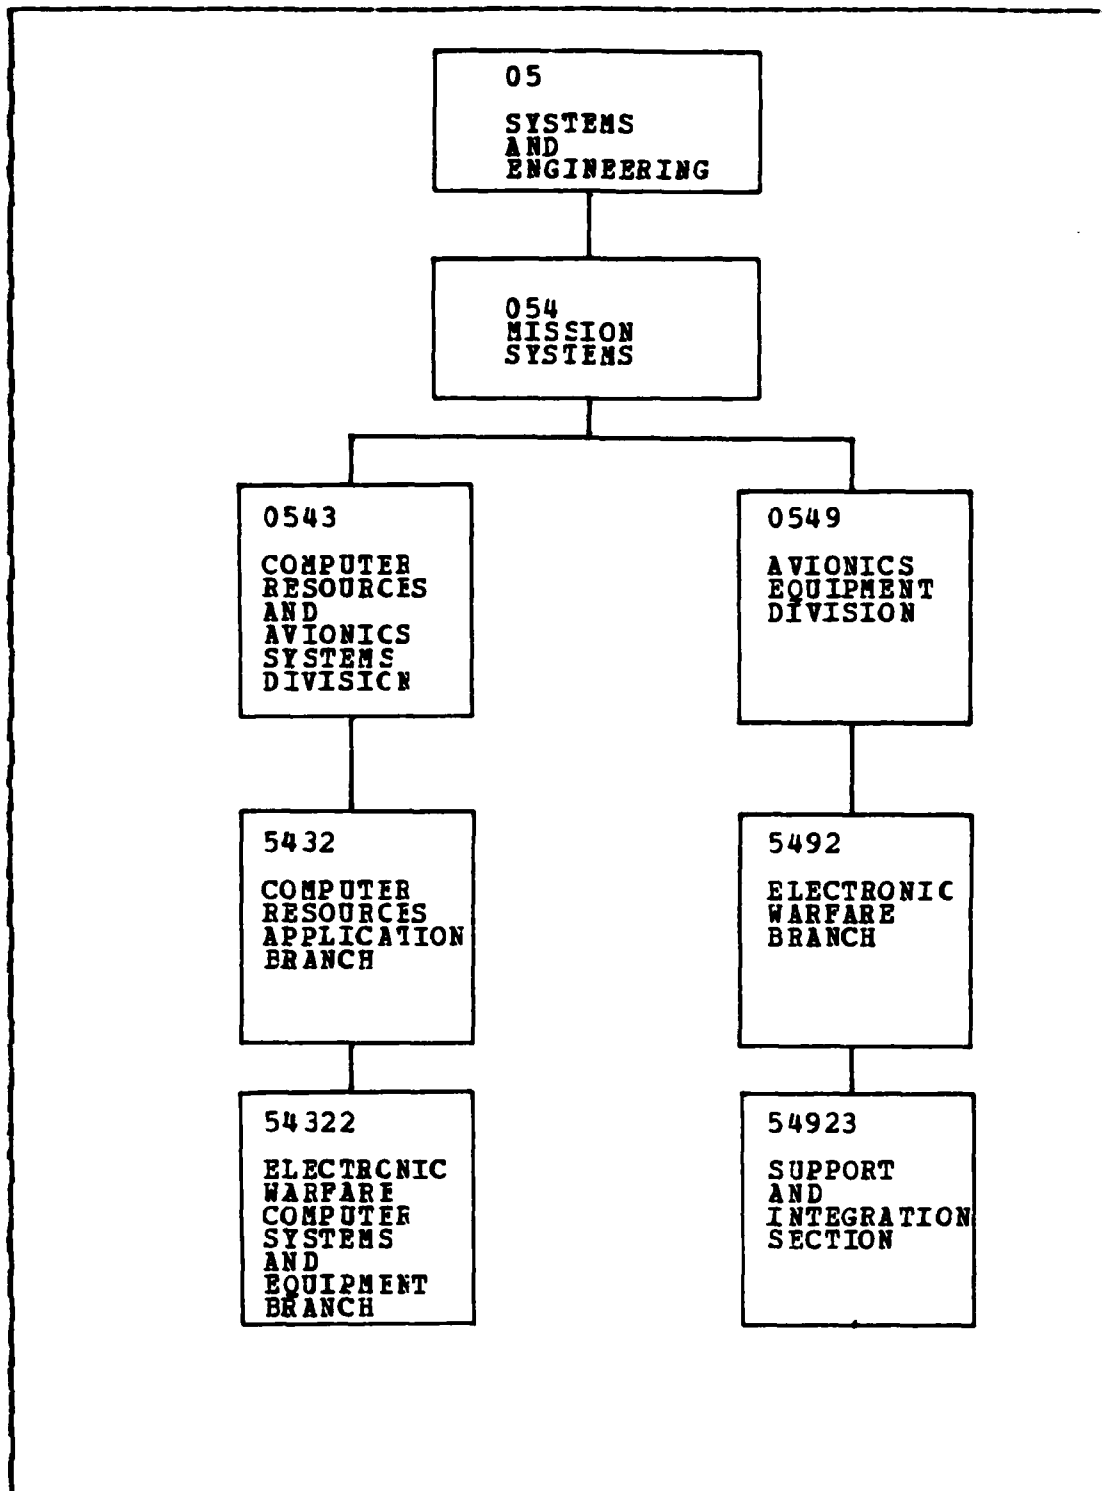 05
SYSTEMS
AND
ENGINEERING
054
MISSION
SYSTEMS
0543
COMPUTER
RESOURCES
AND
AVIONICS
SYSTEMS
DIVISION
0549
AVIONICS
EQUIPMENT
DIVISION
5432
COMPUTER
RESOURCES
APPLICATION
BRANCH
5492
ELECTRONIC
WARFARE
BRANCH
54322
ELECTRONIC
WARFARE
COMPUTER
SYSTEMS
AND
EQUIPMENT
BRANCH
54923
SUPPORT
AND
INTEGRATION
SECTION